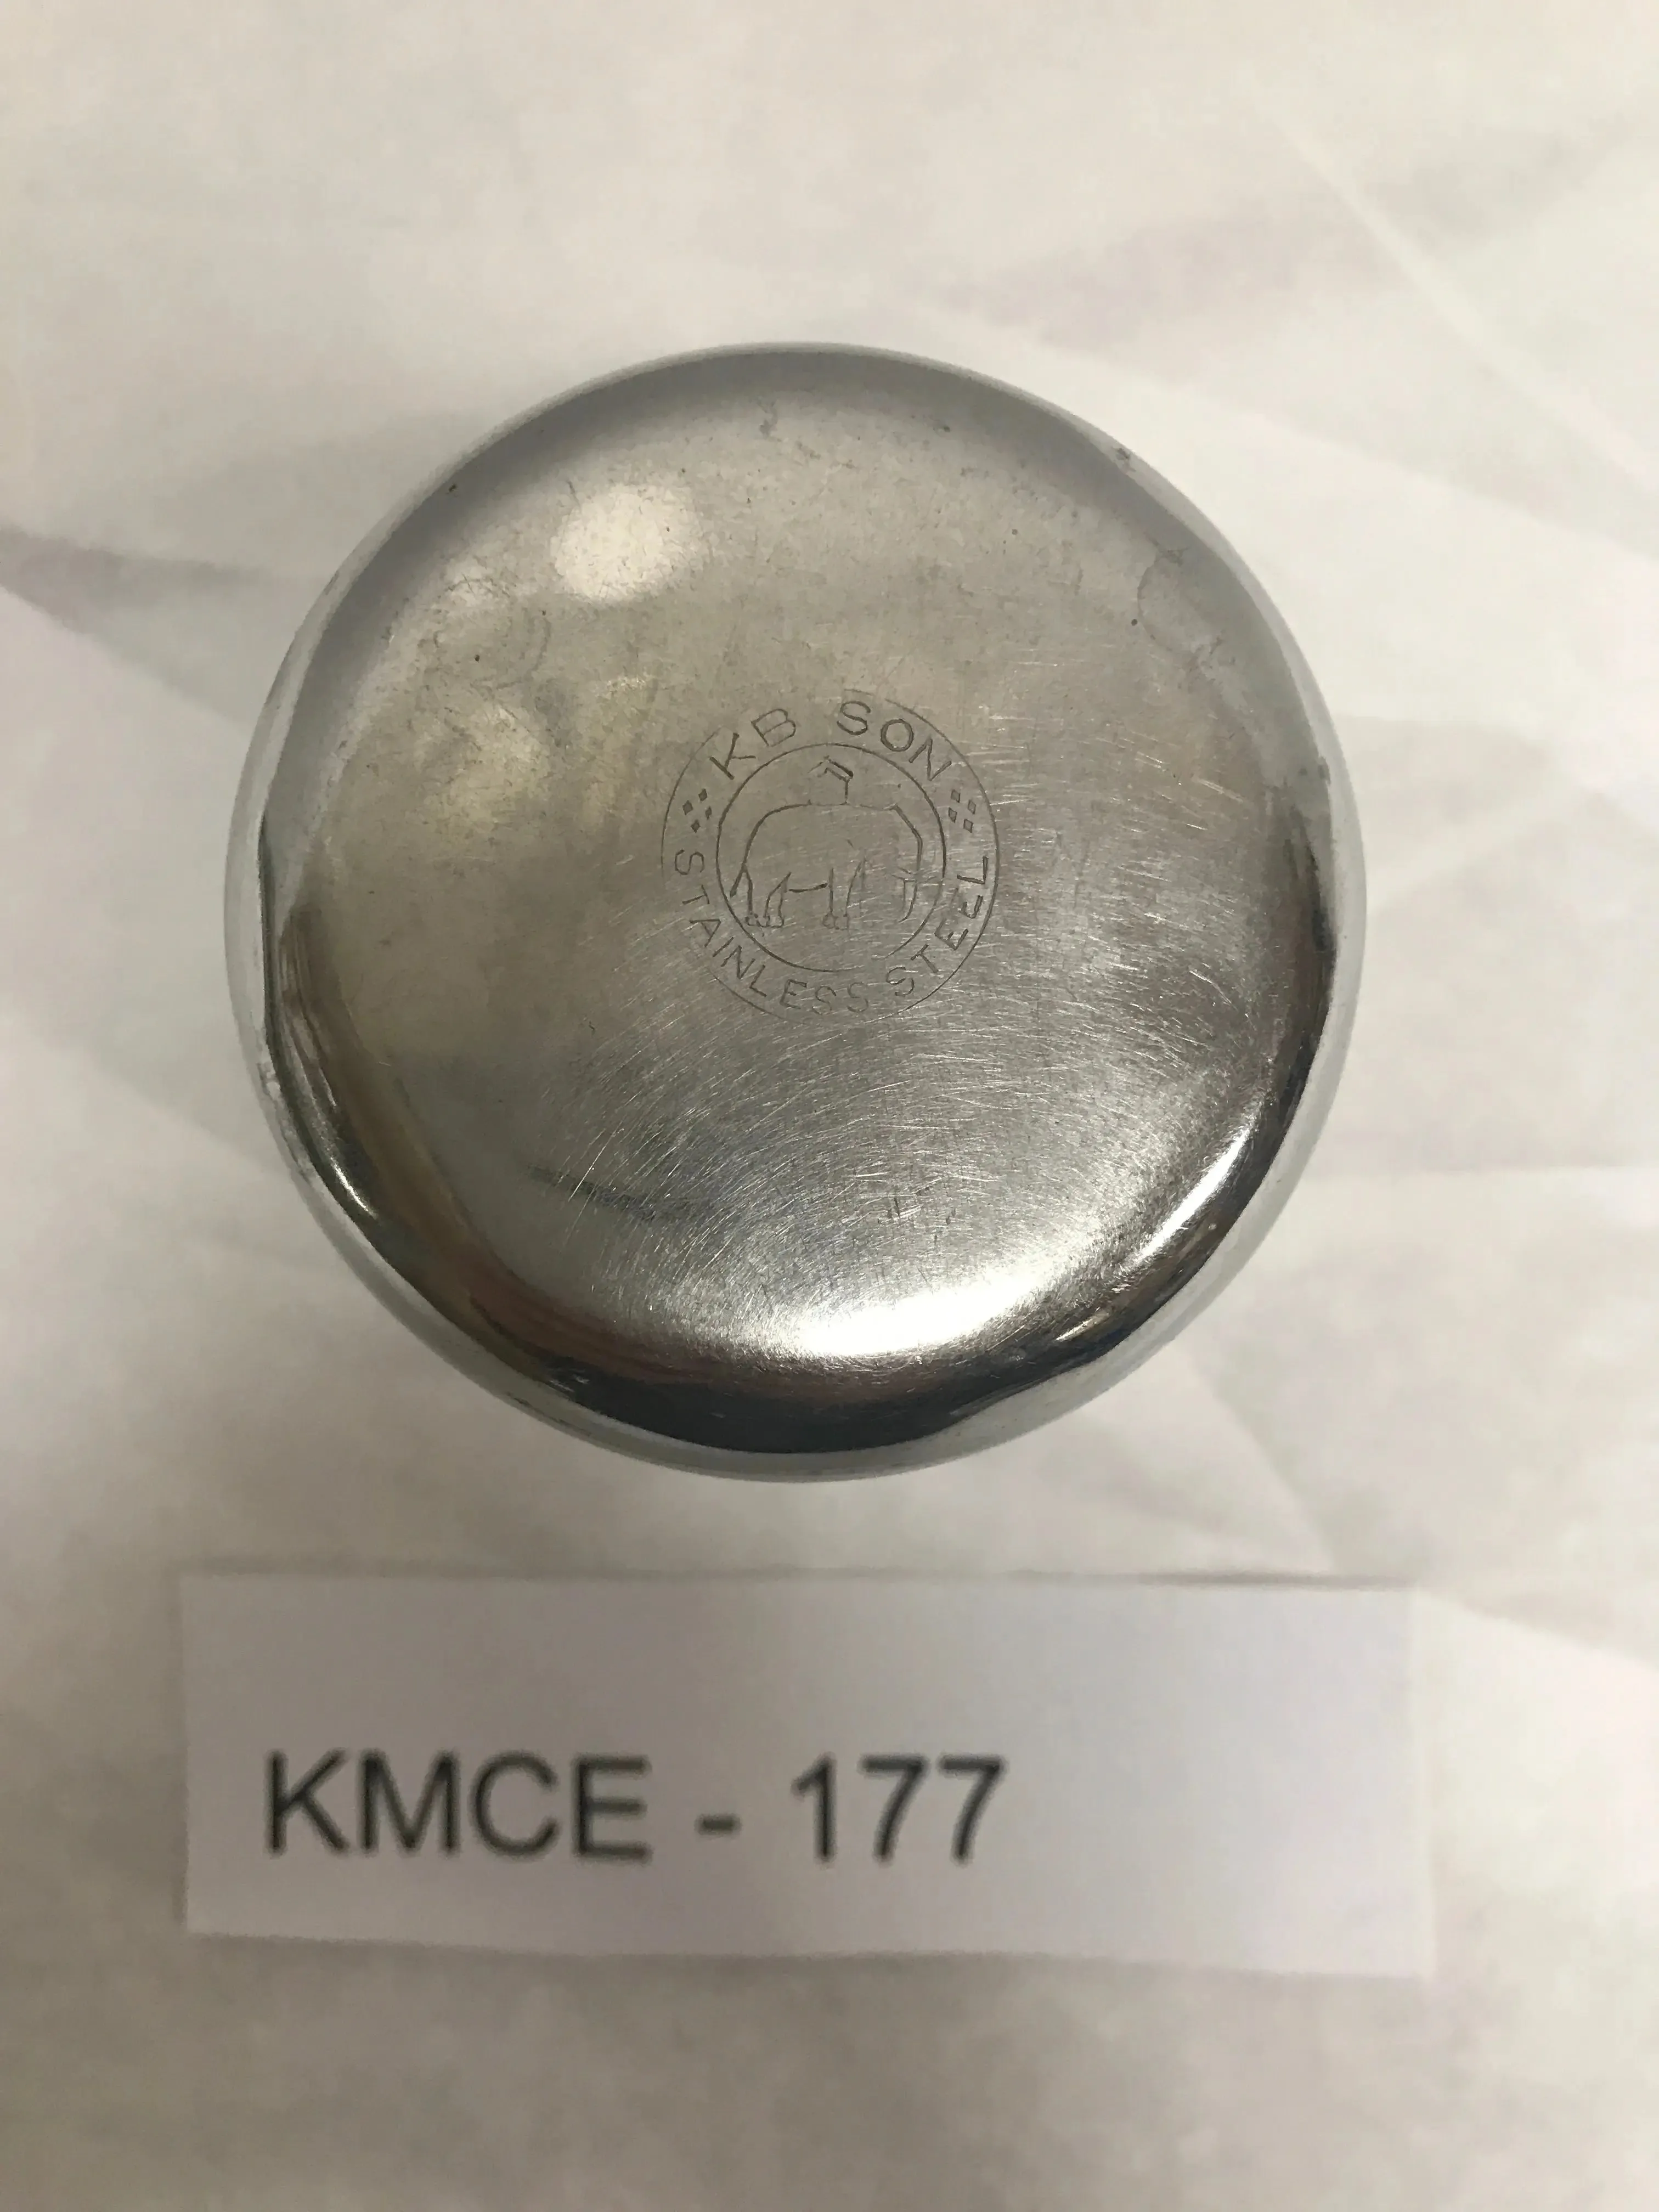 KB SON
STAINLESS STEEL
KMCE - 177